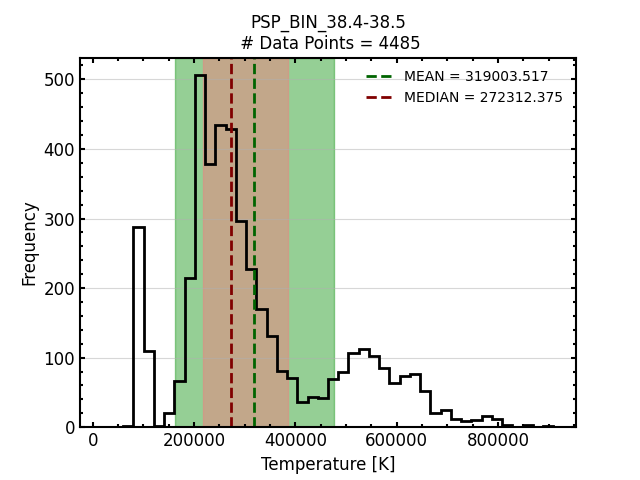 PSP_BIN_38.4-38.5
# Data Points = 4485
MEAN = 319003.517
MEDIAN = 272312.375
Frequency
500
400
300
200
100
0
0 200000 400000 600000 800000
Temperature [K]